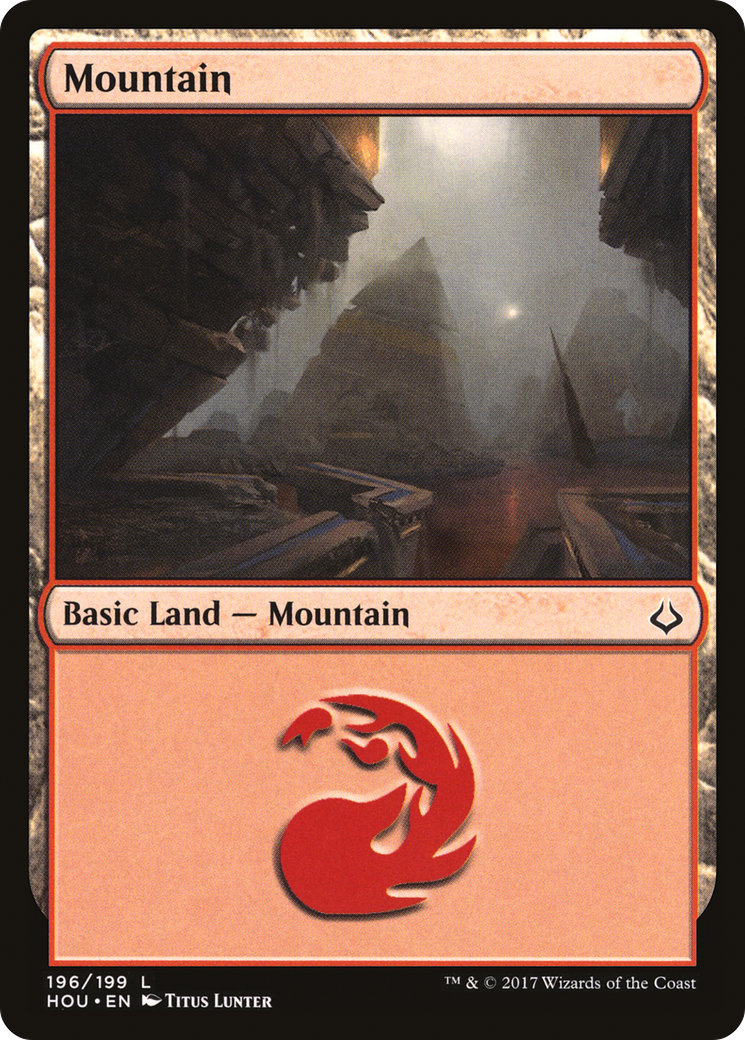 Mountain
Basic Land — Mountain
196/199 L
HOU • EN Titus Lunter
™ & © 2017 Wizards of the Coast